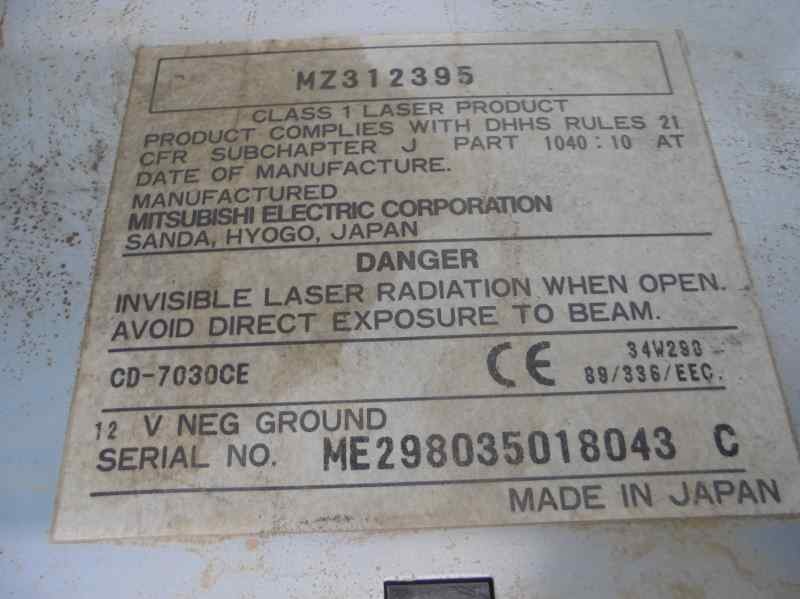 MZ312395
CLASS 1 LASER PRODUCT
PRODUCT COMPLIES WITH DHHS RULES 21
CFR SUBCHAPTER J PART 1040:10 AT
DATE OF MANUFACTURE.
MANUFACTURED
MITSUBISHI ELECTRIC CORPORATION
SANDA, HYOGO, JAPAN
DANGER
INVISIBLE LASER RADIATION WHEN OPEN.
AVOID DIRECT EXPOSURE TO BEAM.
CD-7030CE CE 34W290
89/336/EEC.
12 V NEG GROUND
SERIAL NO. ME298035018043 C
MADE IN JAPAN